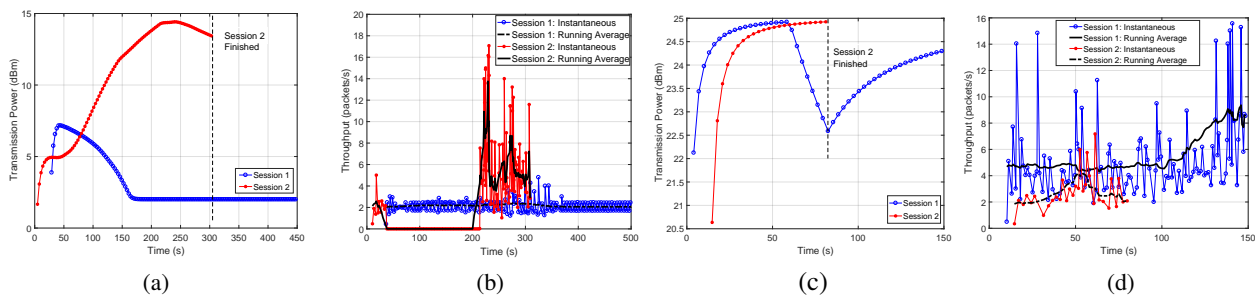 Transmission Power (dBm)
15
10
5
0
0 50 100 150 200 250 300 350 400 450
Time (s)
Session 2
Finished
Session 1
Session 2
(a)
Throughput (packets/s)
20
18
16
14
12
10
8
6
4
2
0
0 100 200 300 400 500
Time (s)
Session 1: Instantaneous
Session 1: Running Average
Session 2: Instantaneous
Session 2: Running Average
(b)
Transmission Power (dBm)
25
24.5
24
23.5
23
22.5
22
21.5
21
20.5
0 50 100 150
Time (s)
Session 2
Finished
Session 1
Session 2
(c)
Throughput (packets/s)
16
14
12
10
8
6
4
2
0
0 50 100 150
Time (s)
Session 1: Instantaneous
Session 1: Running Average
Session 2: Instantaneous
Session 2: Running Average
(d)